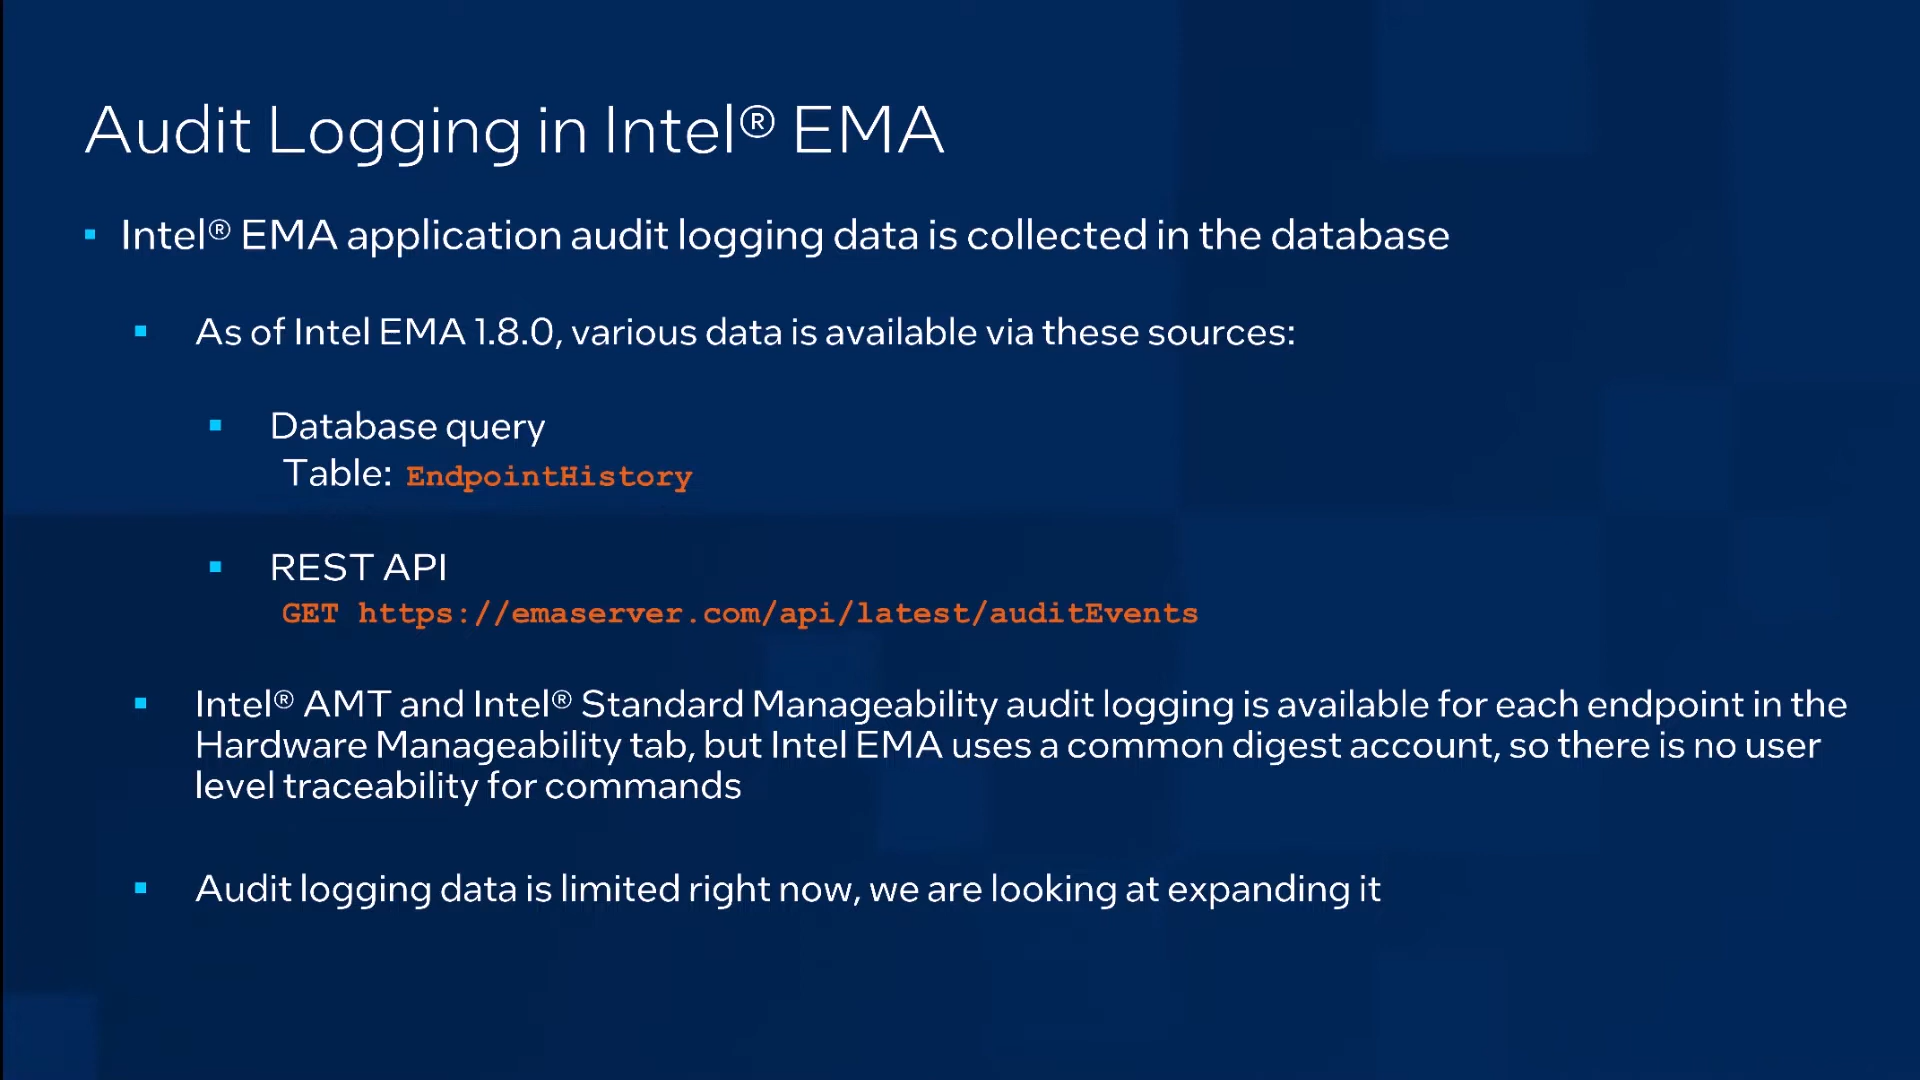 Audit Logging in Intel® EMA
▪ Intel® EMA application audit logging data is collected in the database
▪ As of Intel EMA 1.8.0, various data is available via these sources:
▪ Database query
Table: EndpointHistory
▪ REST API
GET https://emaserver.com/api/latest/auditEvents
▪ Intel® AMT and Intel® Standard Manageability audit logging is available for each endpoint in the
Hardware Manageability tab, but Intel EMA uses a common digest account, so there is no user
level traceability for commands
▪ Audit logging data is limited right now, we are looking at expanding it